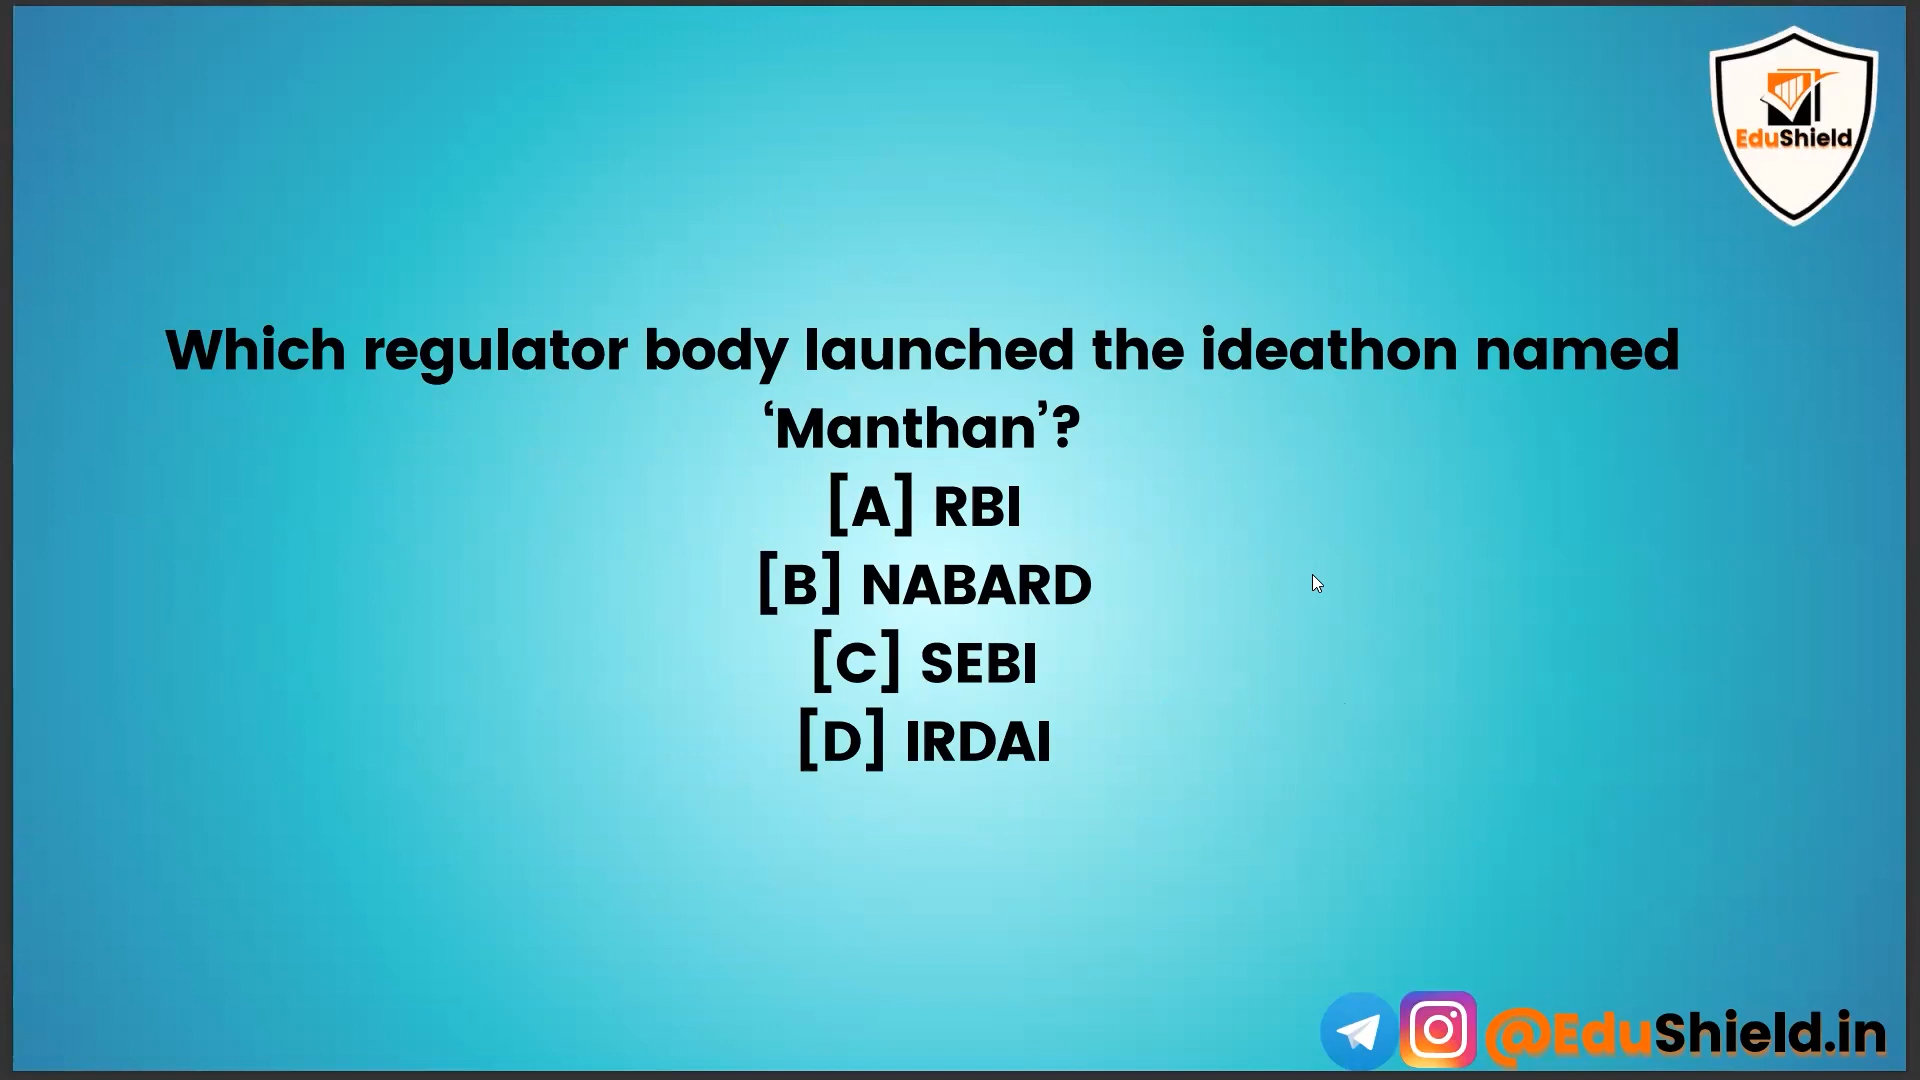 EduShield
Which regulator body launched the ideathon named
‘Manthan’?
[A] RBI
[B] NABARD
[C] SEBI
[D] IRDAI
@EduShield.in